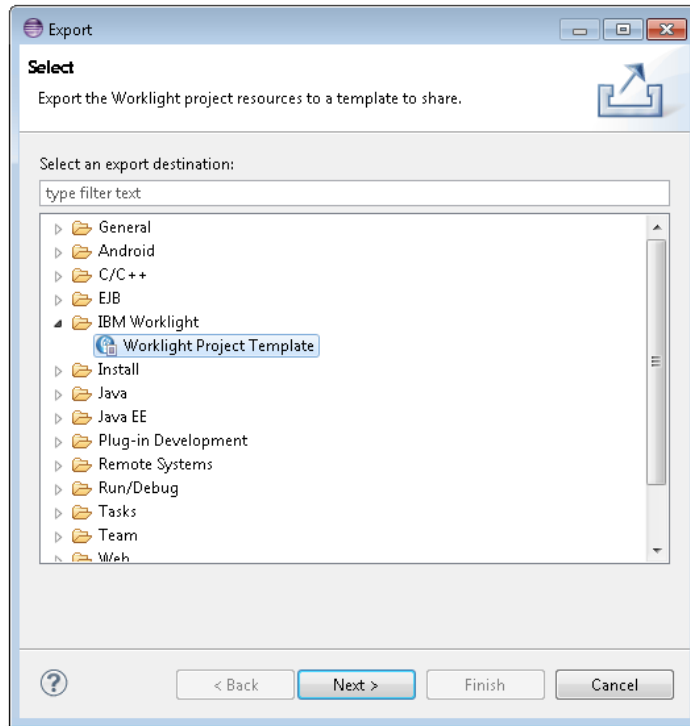 Export
Select
Export the Worklight project resources to a template to share.
Select an export destination:
type filter text
General
Android
C/C++
EJB
IBM Worklight
Worklight Project Template
Install
Java
Java EE
Plug-in Development
Remote Systems
Run/Debug
Tasks
Team
Web
?
< Back Next > Finish Cancel